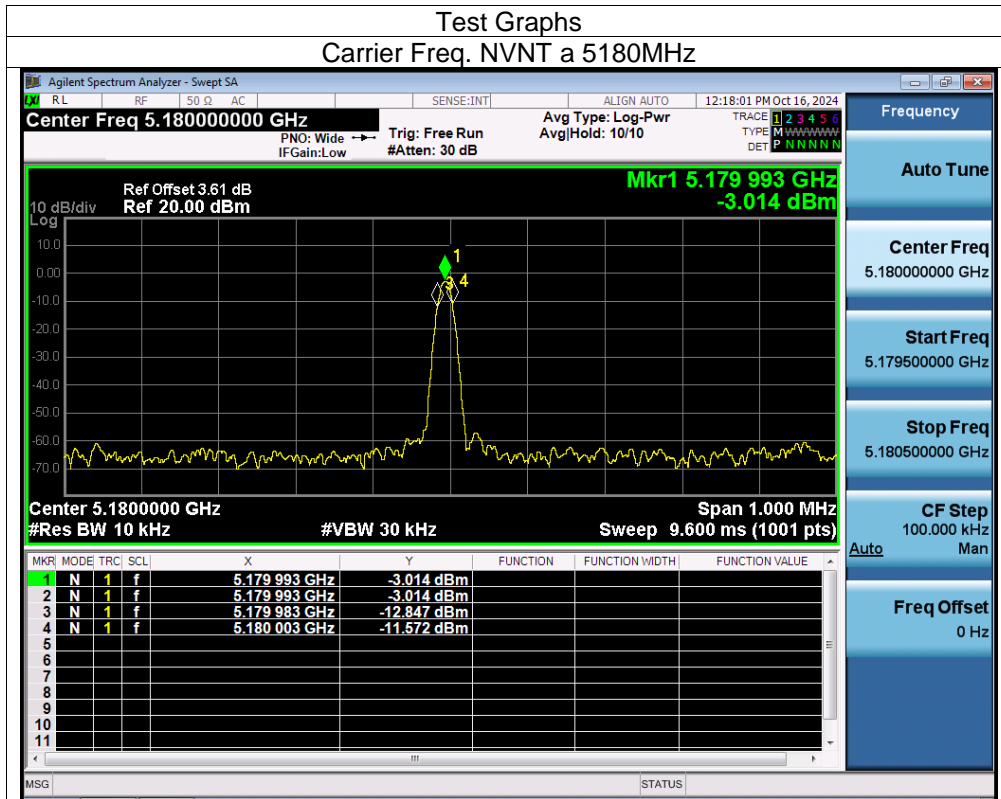 Test Graphs
Carrier Freq. NVNT a 5180MHz
Agilent Spectrum Analyzer - Swept SA
LXI RL RF 50 Ω AC SENSE:INT ALIGN AUTO 12:18:01 PM Oct 16, 2024
Center Freq 5.180000000 GHz
PNO: Wide
IFGain:Low
Trig: Free Run
#Atten: 30 dB
Avg Type: Log-Pwr
Avg|Hold: 10/10
TRACE 1 2 3 4 5 6
TYPE M WWWWW
DET P N N N N N
Frequency
Auto Tune
Center Freq
5.180000000 GHz
Start Freq
5.179500000 GHz
Stop Freq
5.180500000 GHz
CF Step
100.000 kHz
Auto Man
Freq Offset
0 Hz
Mkr1 5.179 993 GHz
-3.014 dBm
Ref Offset 3.61 dB
10 dB/div Ref 20.00 dBm
Log
10.0
0.00
-10.0
-20.0
-30.0
-40.0
-50.0
-60.0
-70.0
1
3 4
Center 5.1800000 GHz Span 1.000 MHz
#Res BW 10 kHz #VBW 30 kHz Sweep 9.600 ms (1001 pts)
MKR MODE TRC SCL X Y FUNCTION FUNCTION WIDTH FUNCTION VALUE
1 N 1 f 5.179 993 GHz -3.014 dBm
2 N 1 f 5.179 993 GHz -3.014 dBm
3 N 1 f 5.179 983 GHz -12.847 dBm
4 N 1 f 5.180 003 GHz -11.572 dBm
5
6
7
8
9
10
11
MSG STATUS